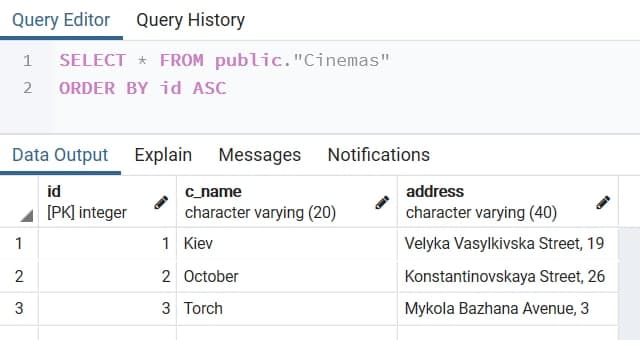 Query Editor Query History
1 SELECT * FROM public."Cinemas"
2 ORDER BY id ASC
Data Output Explain Messages Notifications
id c_name address
[PK] integer character varying (20) character varying (40)
1 1 Kiev Velyka Vasylkivska Street, 19
2 2 October Konstantinovskaya Street, 26
3 3 Torch Mykola Bazhana Avenue, 3